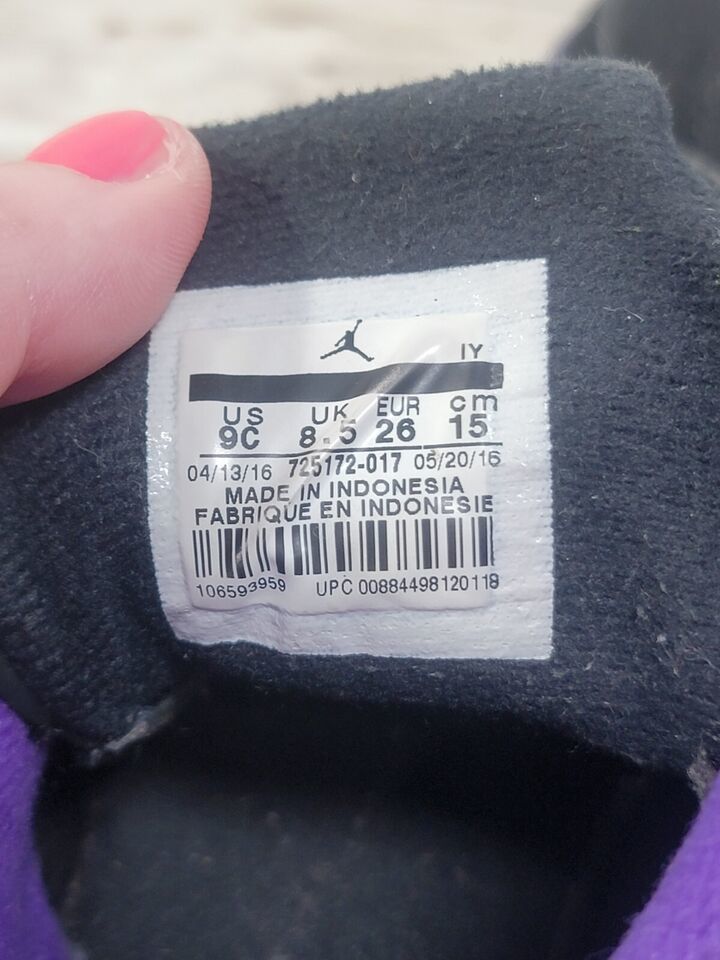 IY
US UK EUR cm
9C 8.5 26 15
04/13/16 725172-017 05/20/16
MADE IN INDONESIA
FABRIQUE EN INDONESIE
106593959 UPC 00884498120118